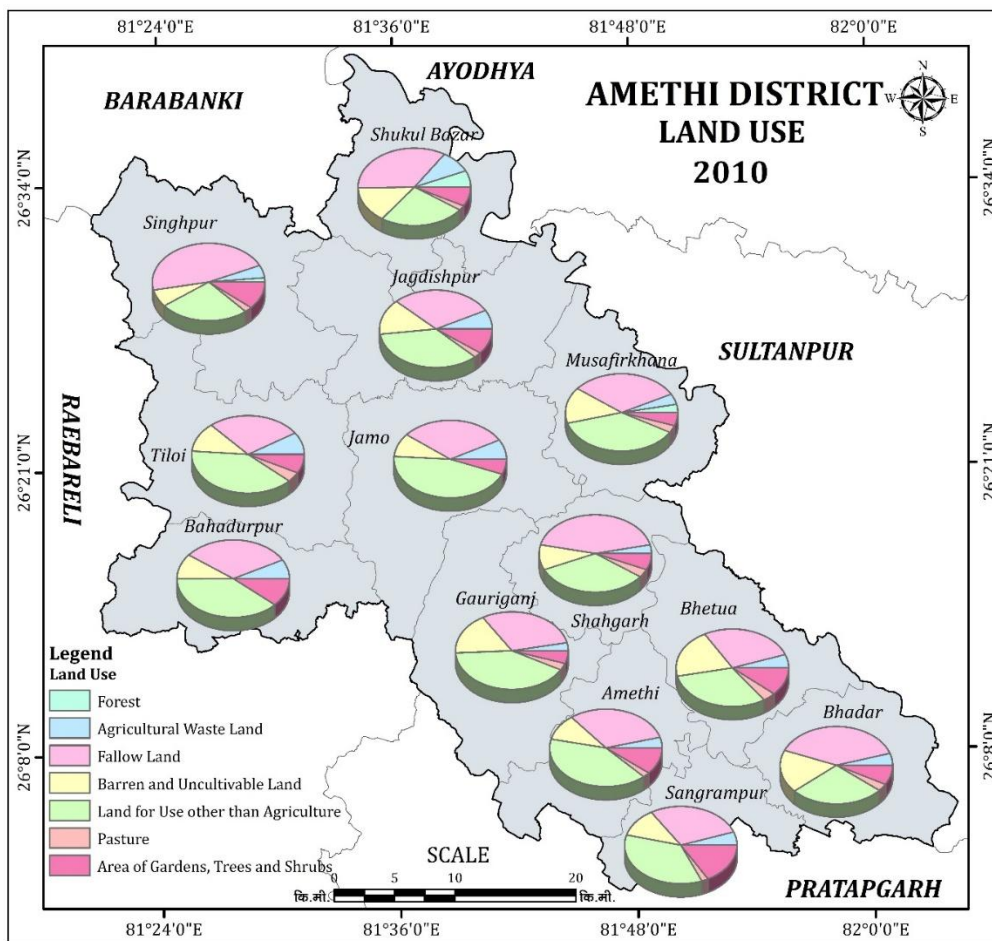 81°24'0"E 81°36'0"E 81°48'0"E 82°0'0"E
AYODHYA
BARABANKI
AMETHI DISTRICT
LAND USE
2010
N
W E
S
Shukul Bazar
26°34'0"N
26°34'0"N
Singhpur
Jagdishpur
SULTANPUR
Musafirkhana
RAEBARELI
Tiloi
Jamo
26°21'0"N
26°21'0"N
Bahadurpur
Gauriganj
Shahgarh
Bhetua
Amethi
Bhadar
26°8'0"N
26°8'0"N
Sangrampur
Legend
Land Use
Forest
Agricultural Waste Land
Fallow Land
Barren and Uncultivable Land
Land for Use other than Agriculture
Pasture
Area of Gardens, Trees and Shrubs
SCALE
0 5 10 20
कि.मी. कि.मी.
PRATAPGARH
81°24'0"E 81°36'0"E 81°48'0"E 82°0'0"E